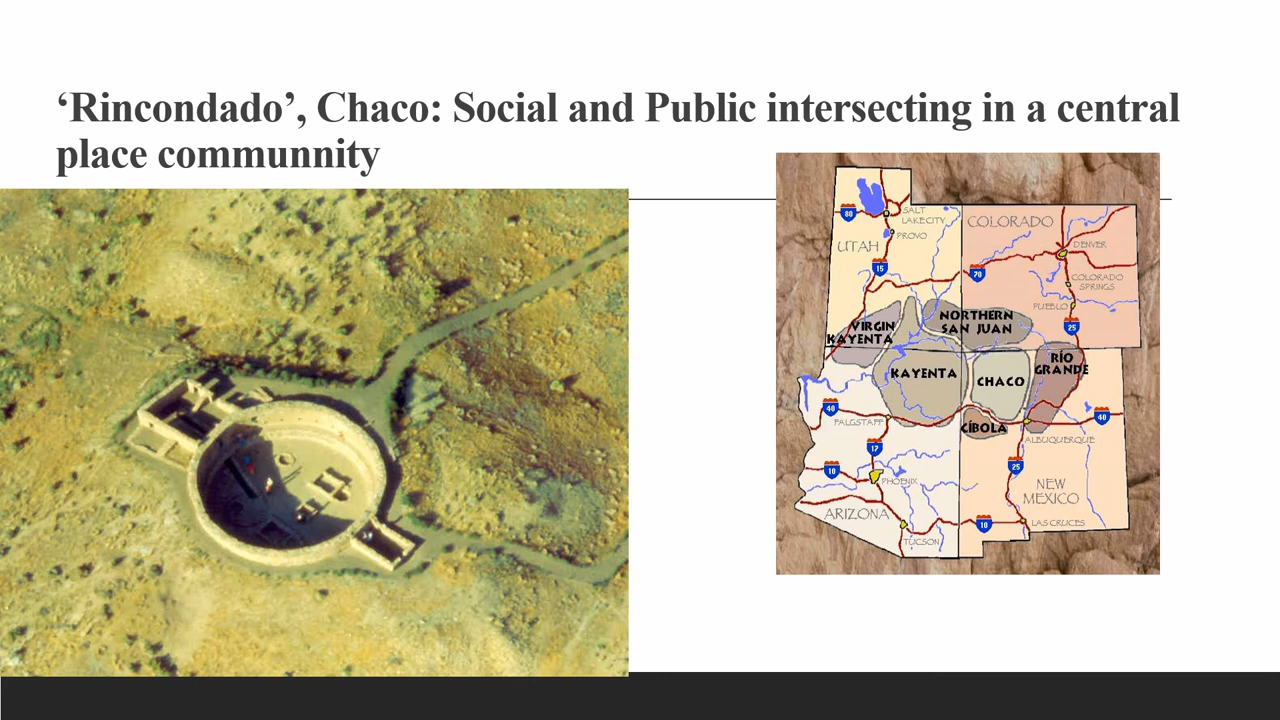 ‘Rincondado’, Chaco: Social and Public intersecting in a central
place communnity
80
SALT
LAKE CITY
COLORADO
PROVO
UTAH
DENVER
15
70
COLORADO
SPRINGS
PUEBLO
NORTHERN
SAN JUAN
VIRGIN
KAYENTA
25
RÍO
GRANDE
KAYENTA
CHACO
40
40
FALGSTAFF
CÍBOLA
ALBUQUERQUE
17
10
25
PHOENIX
NEW
MEXICO
ARIZONA
10
LAS CRUCES
TUCSON